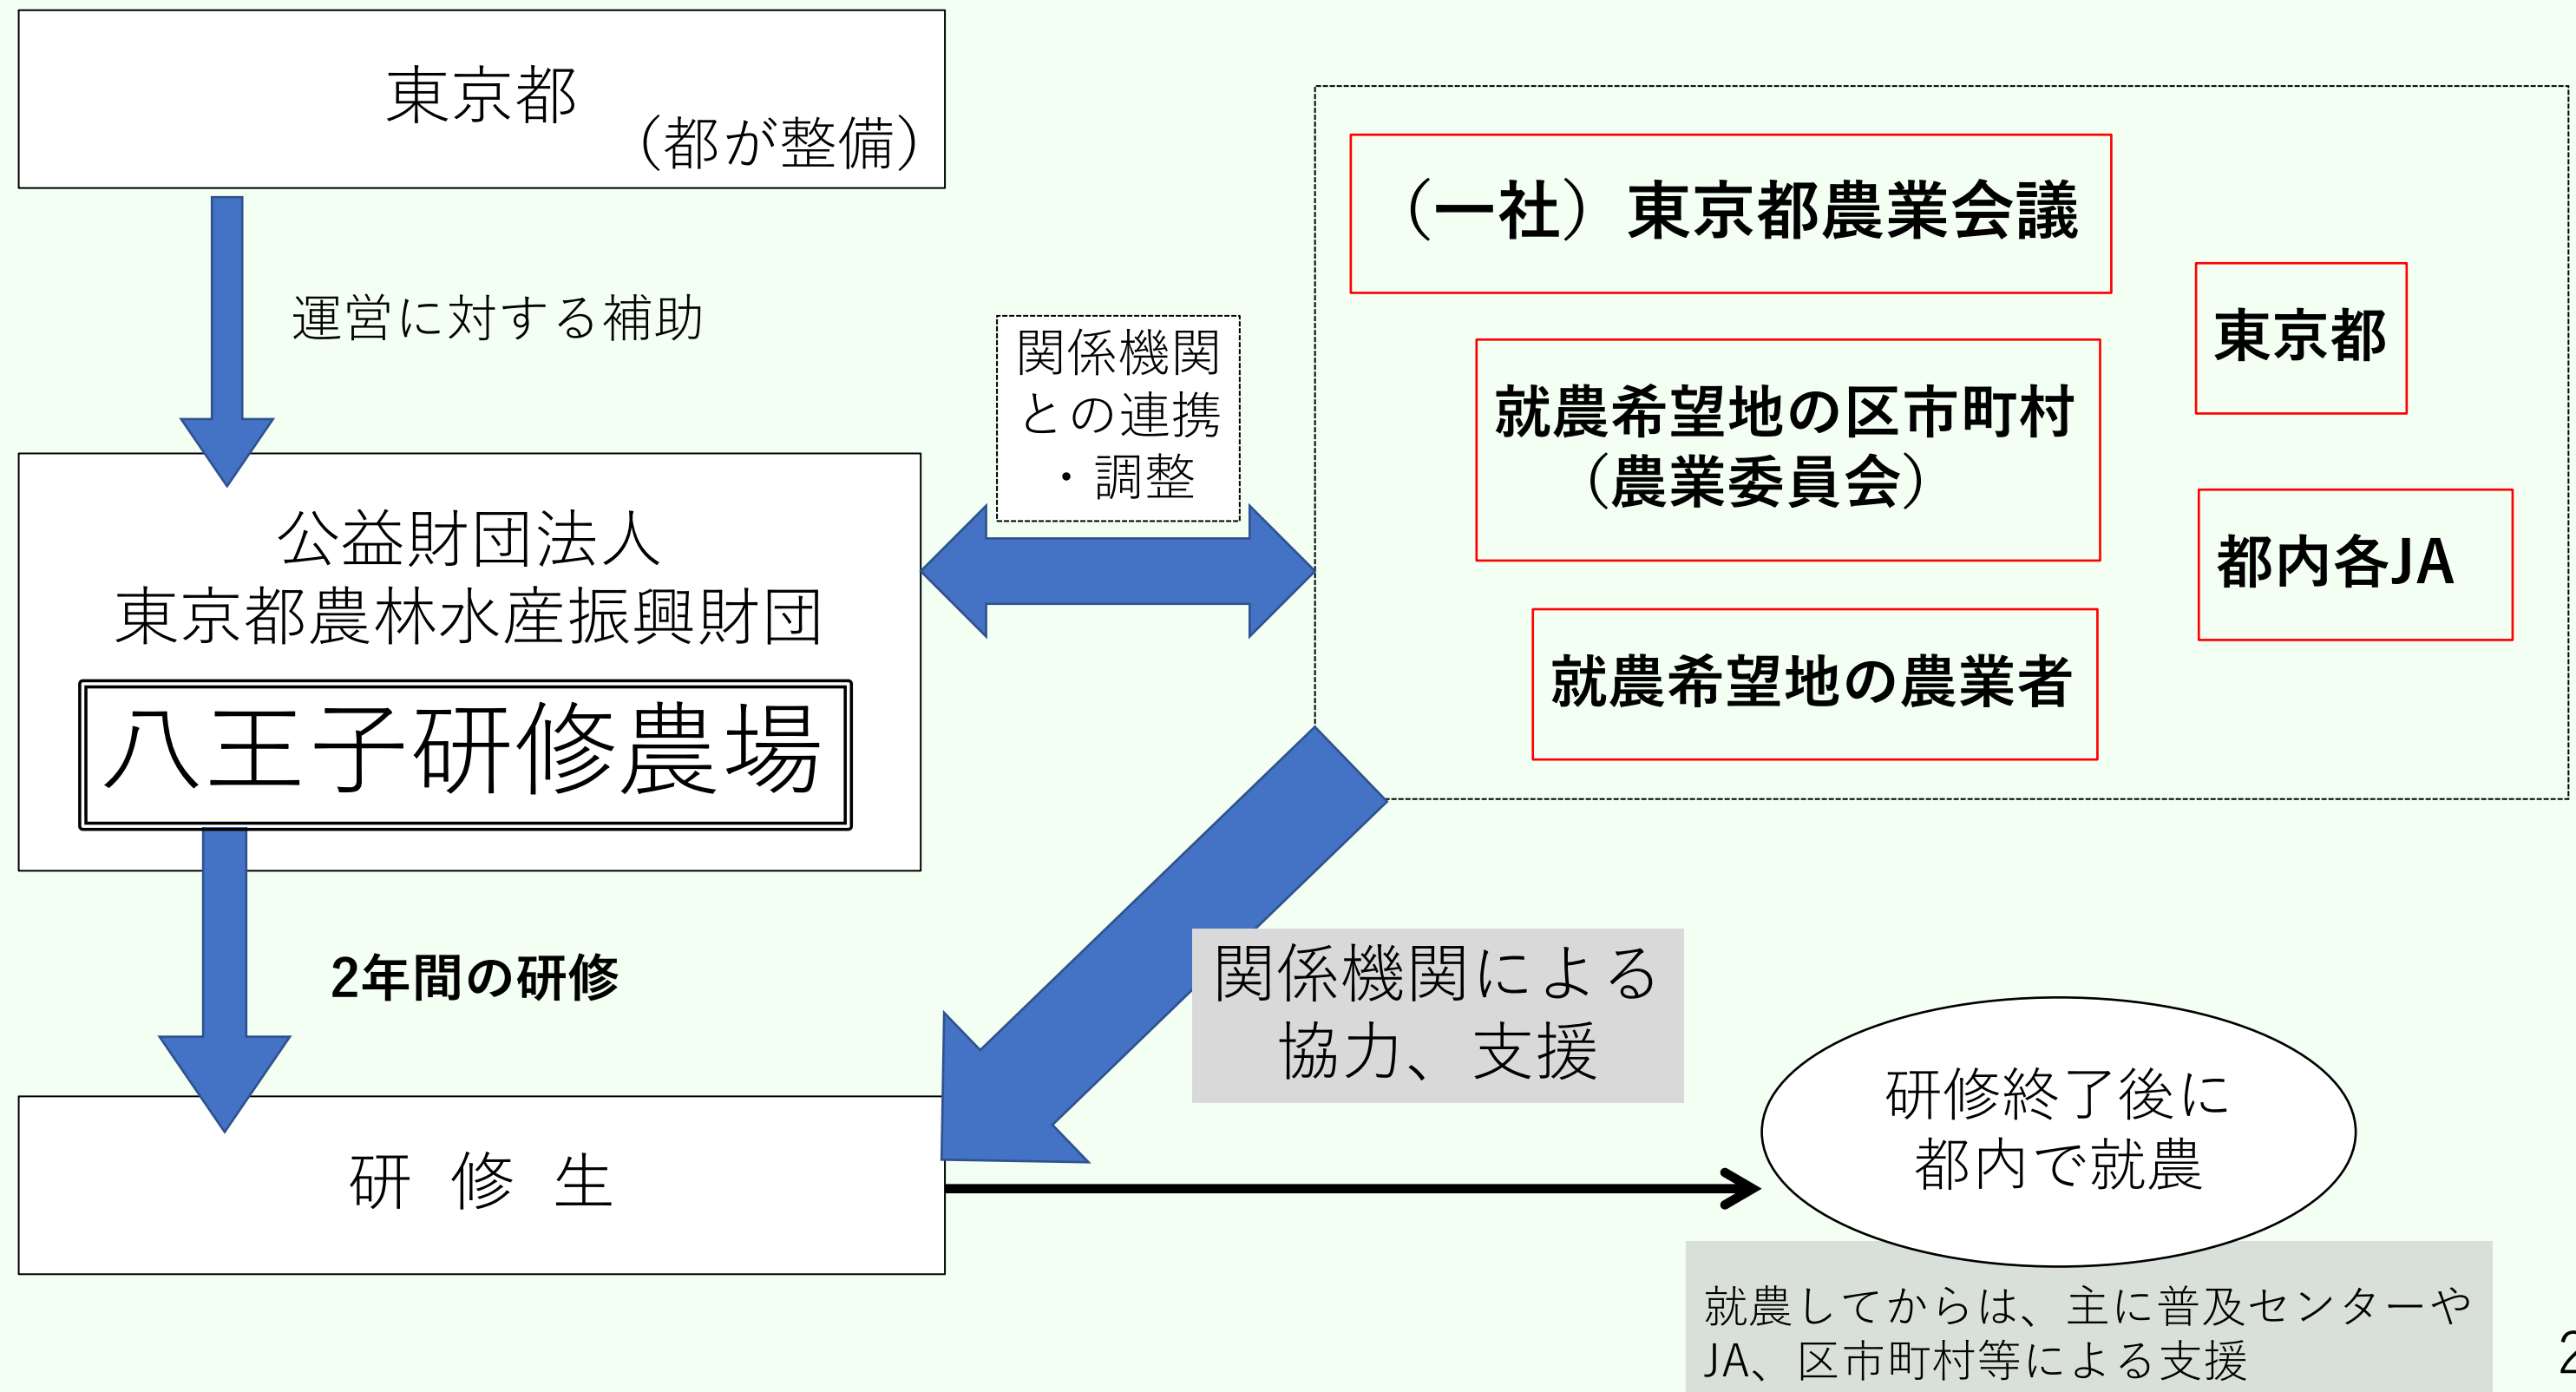 東京都
（都が整備）
運営に対する補助
公益財団法人
東京都農林水産振興財団
八王子研修農場
2年間の研修
研 修 生
関係機関
との連携
・調整
（一社）東京都農業会議
就農希望地の区市町村
（農業委員会）
就農希望地の農業者
東京都
都内各JA
関係機関による
協力、支援
研修終了後に
都内で就農
就農してからは、主に普及センターや
JA、区市町村等による支援
2